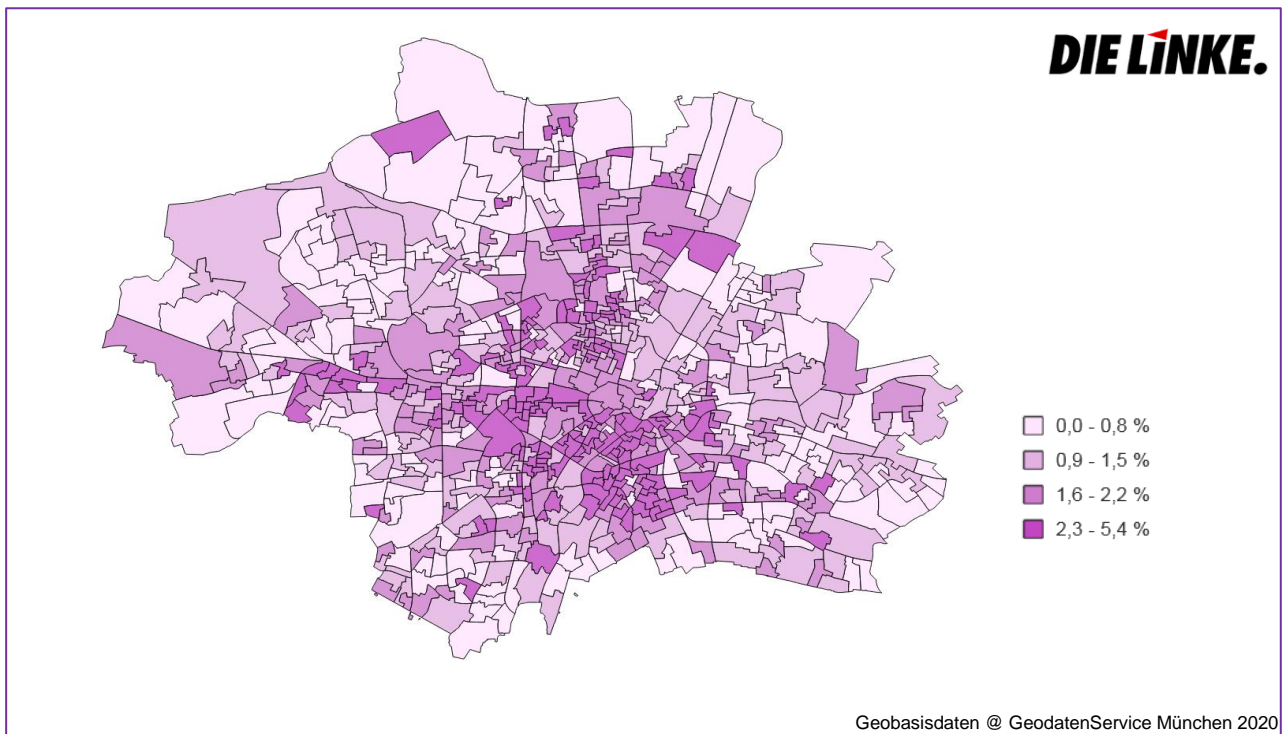 DIE LINKE.
0,0 - 0,8 %
0,9 - 1,5 %
1,6 - 2,2 %
2,3 - 5,4 %
Geobasisdaten @ GeodatenService München 2020